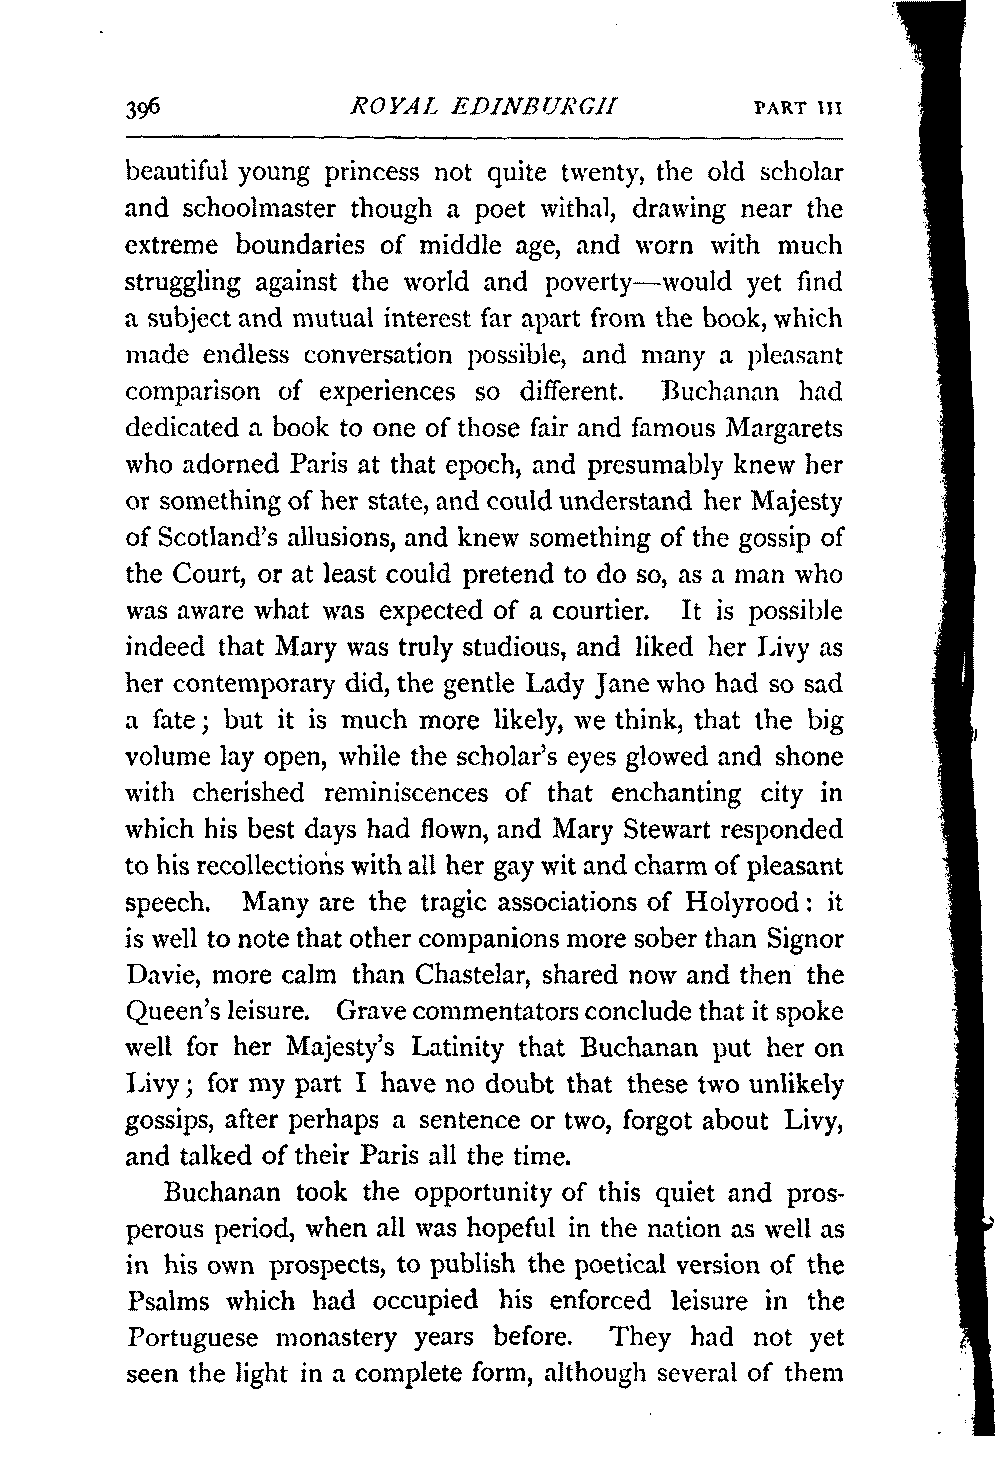 396 ROYAL EDINBURGH PART III
beautiful young princess not quite twenty, the old scholar
and schoolmaster though a poet withal, drawing near the
extreme boundaries of middle age, and worn with much
struggling against the world and poverty—would yet find
a subject and mutual interest far apart from the book, which
made endless conversation possible, and many a pleasant
comparison of experiences so different. Buchanan had
dedicated a book to one of those fair and famous Margarets
who adorned Paris at that epoch, and presumably knew her
or something of her state, and could understand her Majesty
of Scotland's allusions, and knew something of the gossip of
the Court, or at least could pretend to do so, as a man who
was aware what was expected of a courtier. It is possible
indeed that Mary was truly studious, and liked her Livy as
her contemporary did, the gentle Lady Jane who had so sad
a fate; but it is much more likely, we think, that the big
volume lay open, while the scholar's eyes glowed and shone
with cherished reminiscences of that enchanting city in
which his best days had flown, and Mary Stewart responded
to his recollections with all her gay wit and charm of pleasant
speech. Many are the tragic associations of Holyrood: it
is well to note that other companions more sober than Signor
Davie, more calm than Chastelar, shared now and then the
Queen's leisure. Grave commentators conclude that it spoke
well for her Majesty's Latinity that Buchanan put her on
Livy; for my part I have no doubt that these two unlikely
gossips, after perhaps a sentence or two, forgot about Livy,
and talked of their Paris all the time.
Buchanan took the opportunity of this quiet and pros-
perous period, when all was hopeful in the nation as well as
in his own prospects, to publish the poetical version of the
Psalms which had occupied his enforced leisure in the
Portuguese monastery years before. They had not yet
seen the light in a complete form, although several of them